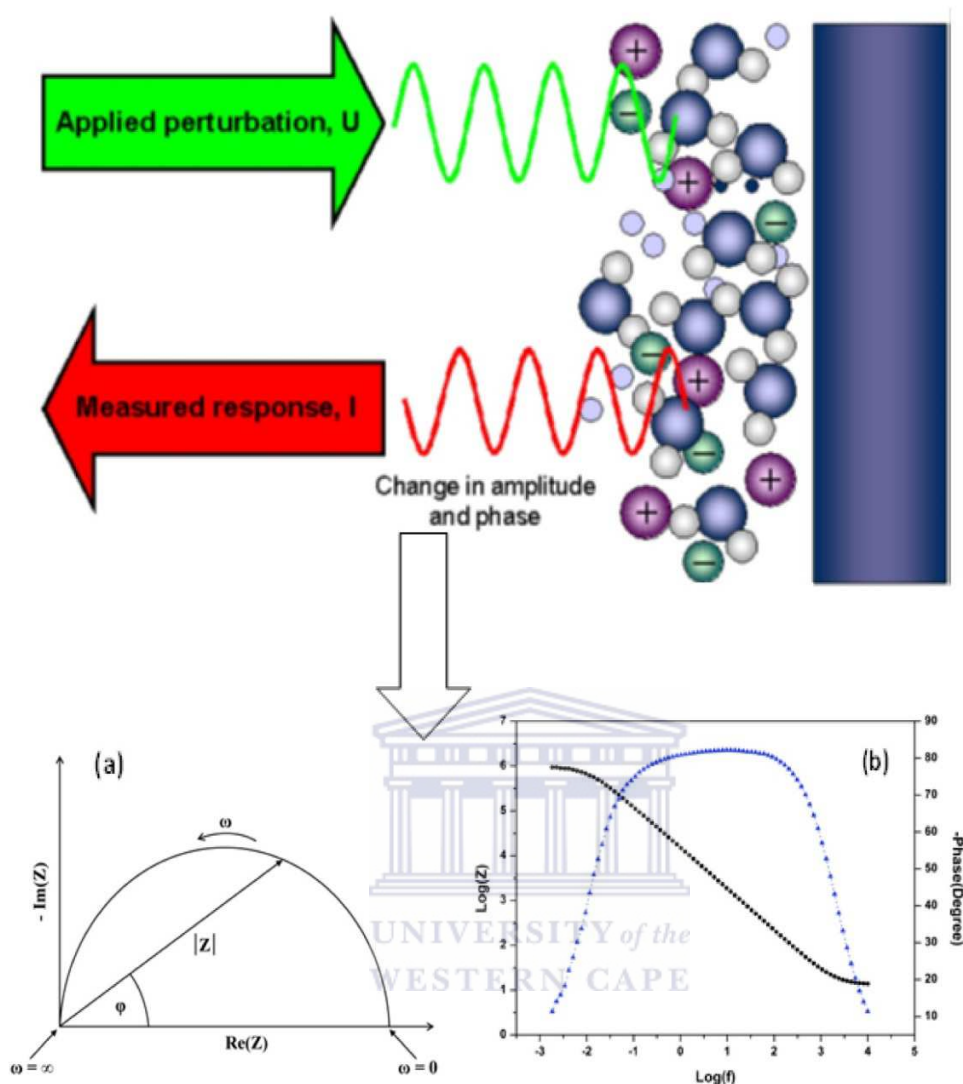 Applied perturbation, U
+
−
+
−
Measured response, I
−
+
−
+
+
−
Change in amplitude
and phase
(a)
ω
- Im(Z)
|Z|
φ
Re(Z)
ω = ∞
ω = 0
(b)
7
6
5
4
3
2
1
0
Log(Z)
90
80
70
60
50
40
30
20
10
-Phase(Degree)
-3
-2
-1
0
1
2
3
4
Log(f)
UNIVERSITY of the
WESTERN CAPE